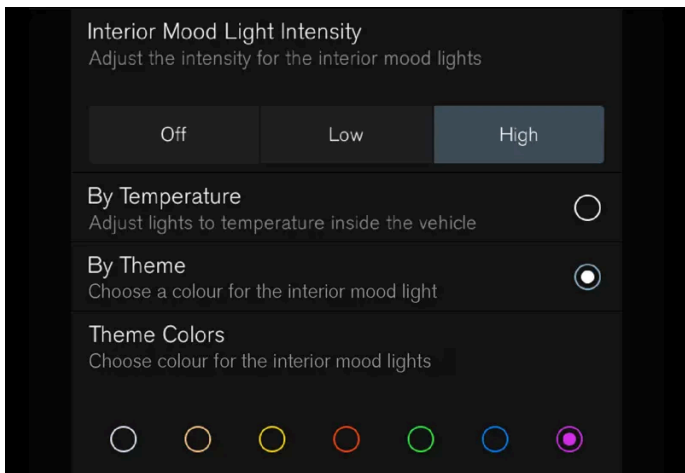 Interior Mood Light Intensity
Adjust the intensity for the interior mood lights
Off Low High
By Temperature
Adjust lights to temperature inside the vehicle
By Theme
Choose a colour for the interior mood light
Theme Colors
Choose colour for the interior mood lights